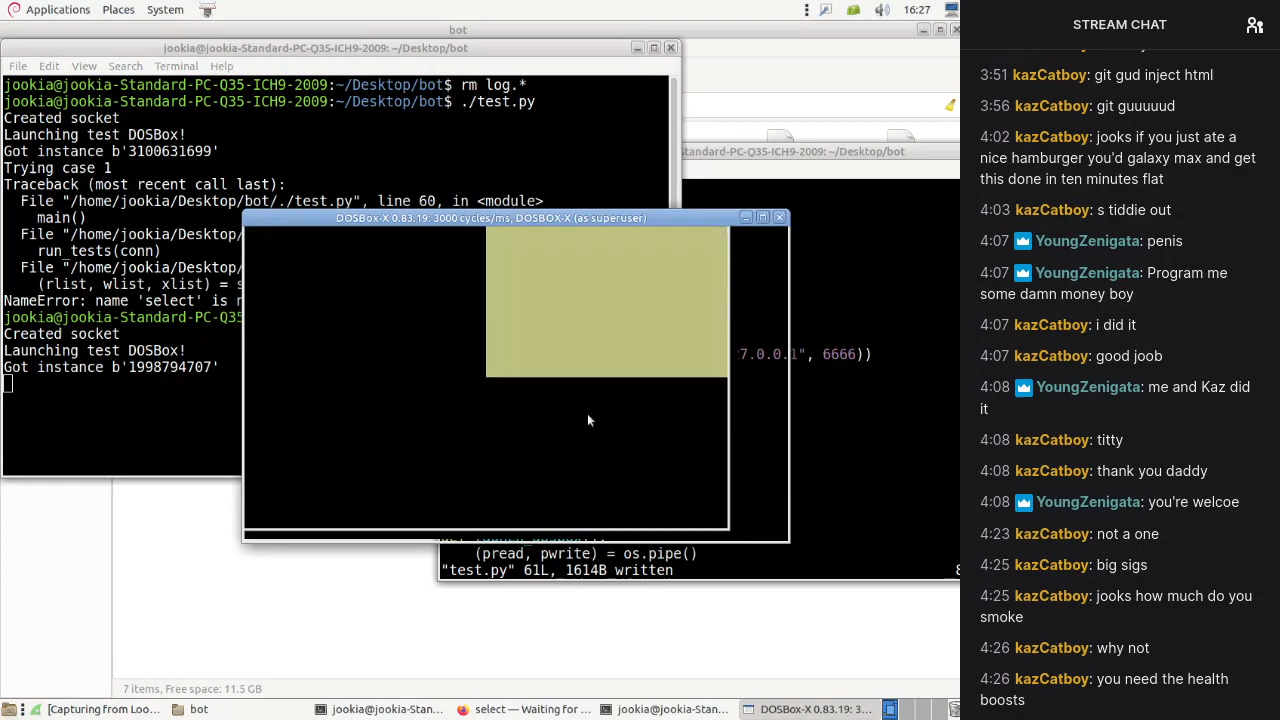 Applications Places System
16:27
bot
jookia@jookia-Standard-PC-Q35-ICH9-2009: ~/Desktop/bot
File Edit View Search Terminal Help
jookia@jookia-Standard-PC-Q35-ICH9-2009:~/Desktop/bot$ rm log.*
jookia@jookia-Standard-PC-Q35-ICH9-2009:~/Desktop/bot$ ./test.py
Created socket
Launching test DOSBox!
Got instance b'3100631699'
Trying case 1
Traceback (most recent call last):
File "/home/jookia/Desktop/bot/./test.py", line 60, in <module>
main()
File "/home/jookia/Desktop/
run_tests(conn)
File "/home/jookia/Desktop/
(rlist, wlist, xlist) = s
NameError: name 'select' is n
jookia@jookia-Standard-PC-Q35
Created socket
Launching test DOSBox!
Got instance b'1998794707'
Standard-PC-Q35-ICH9-2009: ~/Desktop/bot
DOSBox-X 0.83.19: 3000 cycles/ms, DOSBOX-X (as superuser)
7.0.0.1", 6666))
(pread, pwrite) = os.pipe()
"test.py" 61L, 1614B written
7 items, Free space: 11.5 GB
[Capturing from Loo...
bot
jookia@jookia-Stan...
select — Waiting for ...
jookia@jookia-Stan...
DOSBox-X 0.83.19: 3...
STREAM CHAT
3:51 kazCatboy: git gud inject html
3:56 kazCatboy: git guuuuud
4:02 kazCatboy: jooks if you just ate a
nice hamburger you'd galaxy max and get
this done in ten minutes flat
4:03 kazCatboy: s tiddie out
4:07 YoungZenigata: penis
4:07 YoungZenigata: Program me
some damn money boy
4:07 kazCatboy: i did it
4:07 kazCatboy: good joob
4:08 YoungZenigata: me and Kaz did
it
4:08 kazCatboy: titty
4:08 kazCatboy: thank you daddy
4:08 YoungZenigata: you're welcoe
4:23 kazCatboy: not a one
4:25 kazCatboy: big sigs
4:25 kazCatboy: jooks how much do you
smoke
4:26 kazCatboy: why not
4:26 kazCatboy: you need the health
boosts